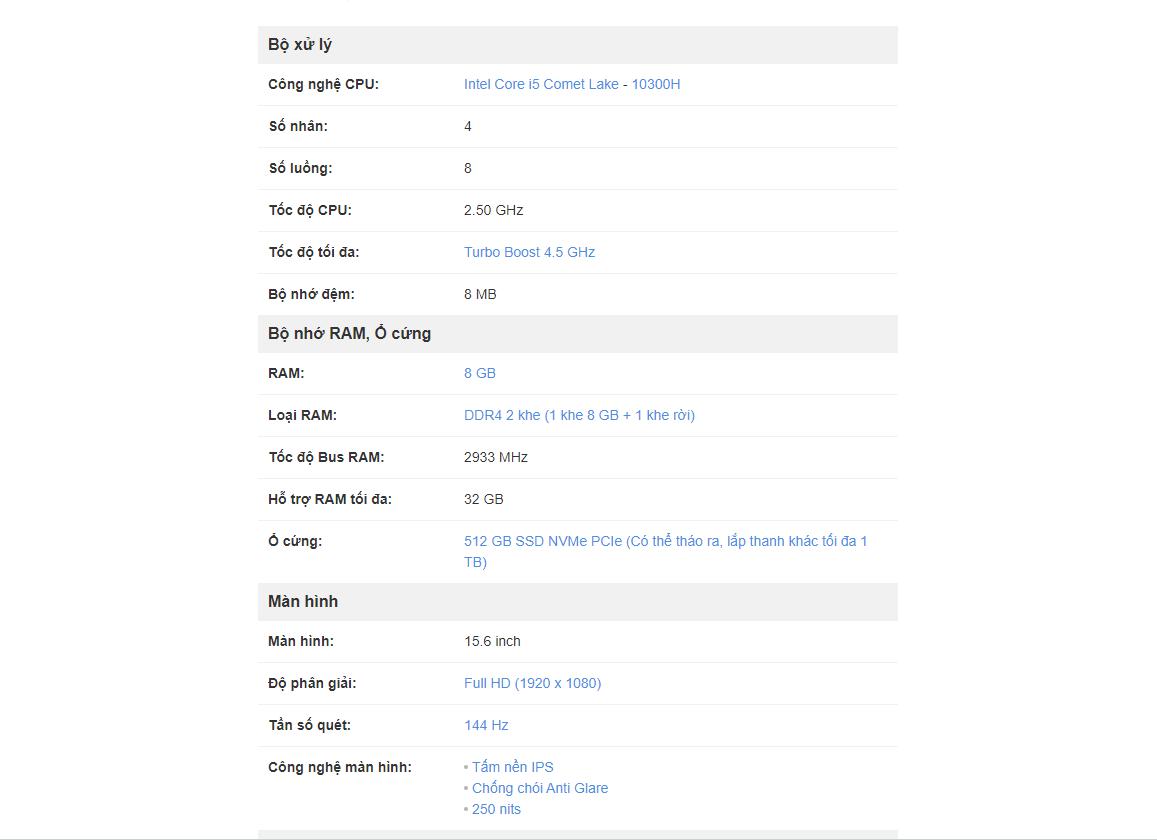 Bộ xử lý
Công nghệ CPU: Intel Core i5 Comet Lake - 10300H
Số nhân: 4
Số luồng: 8
Tốc độ CPU: 2.50 GHz
Tốc độ tối đa: Turbo Boost 4.5 GHz
Bộ nhớ đệm: 8 MB
Bộ nhớ RAM, Ổ cứng
RAM: 8 GB
Loại RAM: DDR4 2 khe (1 khe 8 GB + 1 khe rời)
Tốc độ Bus RAM: 2933 MHz
Hỗ trợ RAM tối đa: 32 GB
Ổ cứng: 512 GB SSD NVMe PCIe (Có thể tháo ra, lắp thanh khác tối đa 1
TB)
Màn hình
Màn hình: 15.6 inch
Độ phân giải: Full HD (1920 x 1080)
Tần số quét: 144 Hz
Công nghệ màn hình: • Tấm nền IPS
• Chống chói Anti Glare
• 250 nits